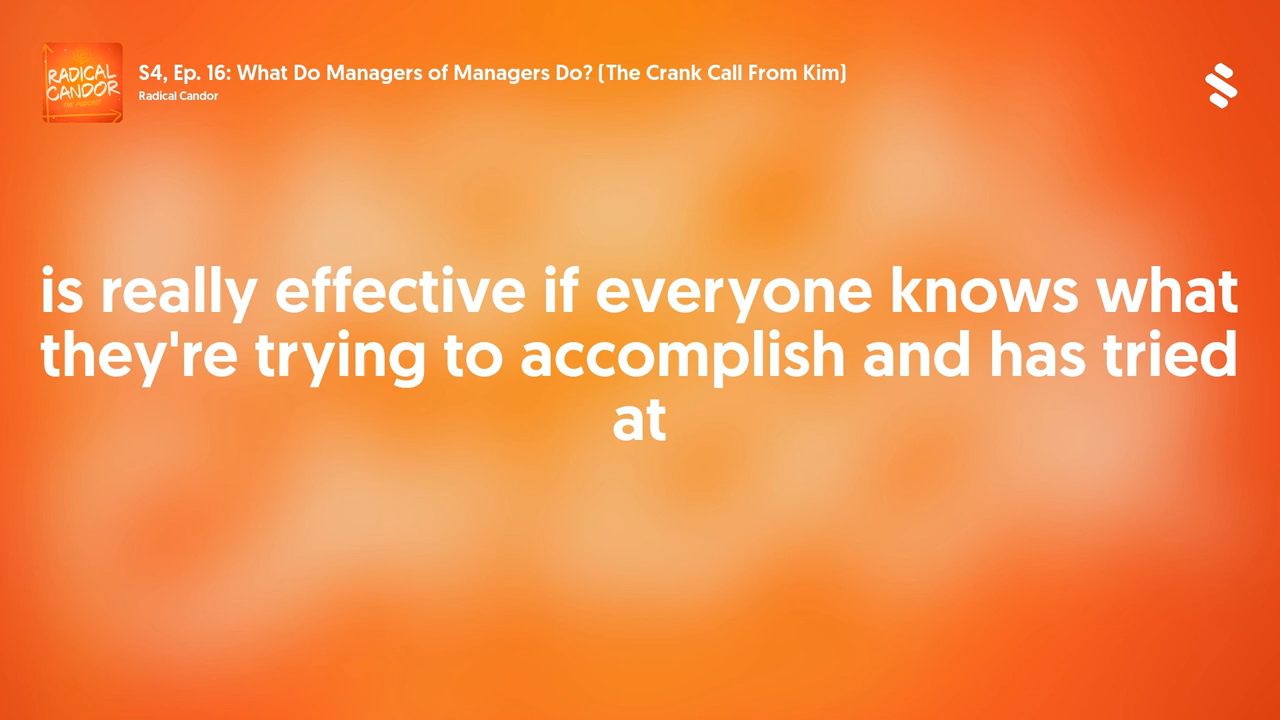 RADICAL
CANDOR
S4, Ep. 16: What Do Managers of Managers Do? (The Crank Call From Kim)
Radical Candor
is really effective if everyone knows what
they're trying to accomplish and has tried
at